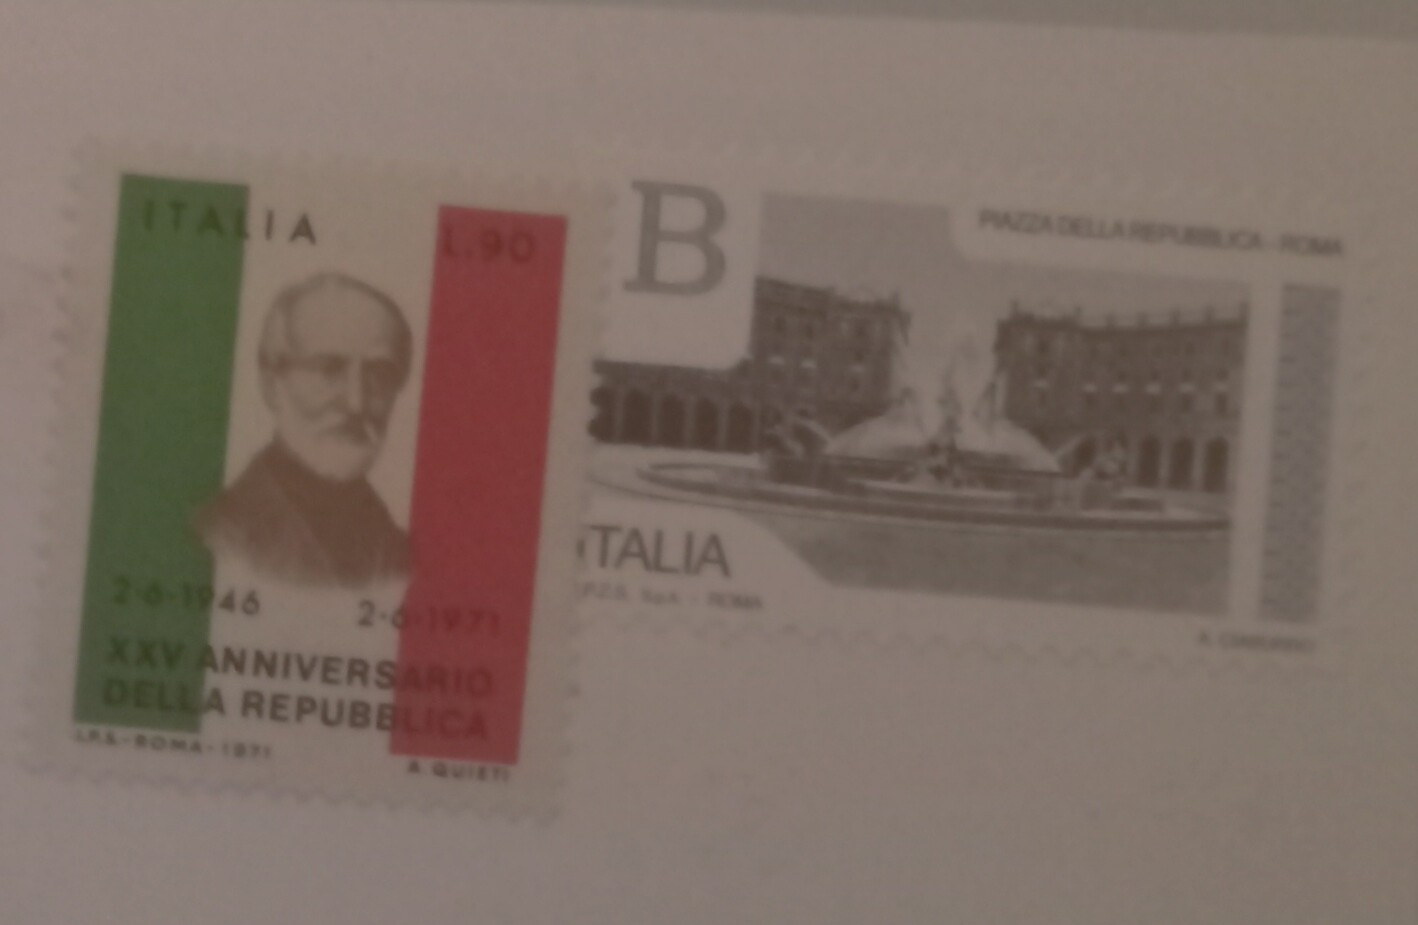 ITALIA
L.90
2-6-1946 2-6-1971
XXV ANNIVERSARIO
DELLA REPUBBLICA
I.P.S.-ROMA-1971
A. QUIETI
B
PIAZZA DELLA REPUBBLICA - ROMA
ITALIA
I.P.Z.S. S.p.A. - ROMA